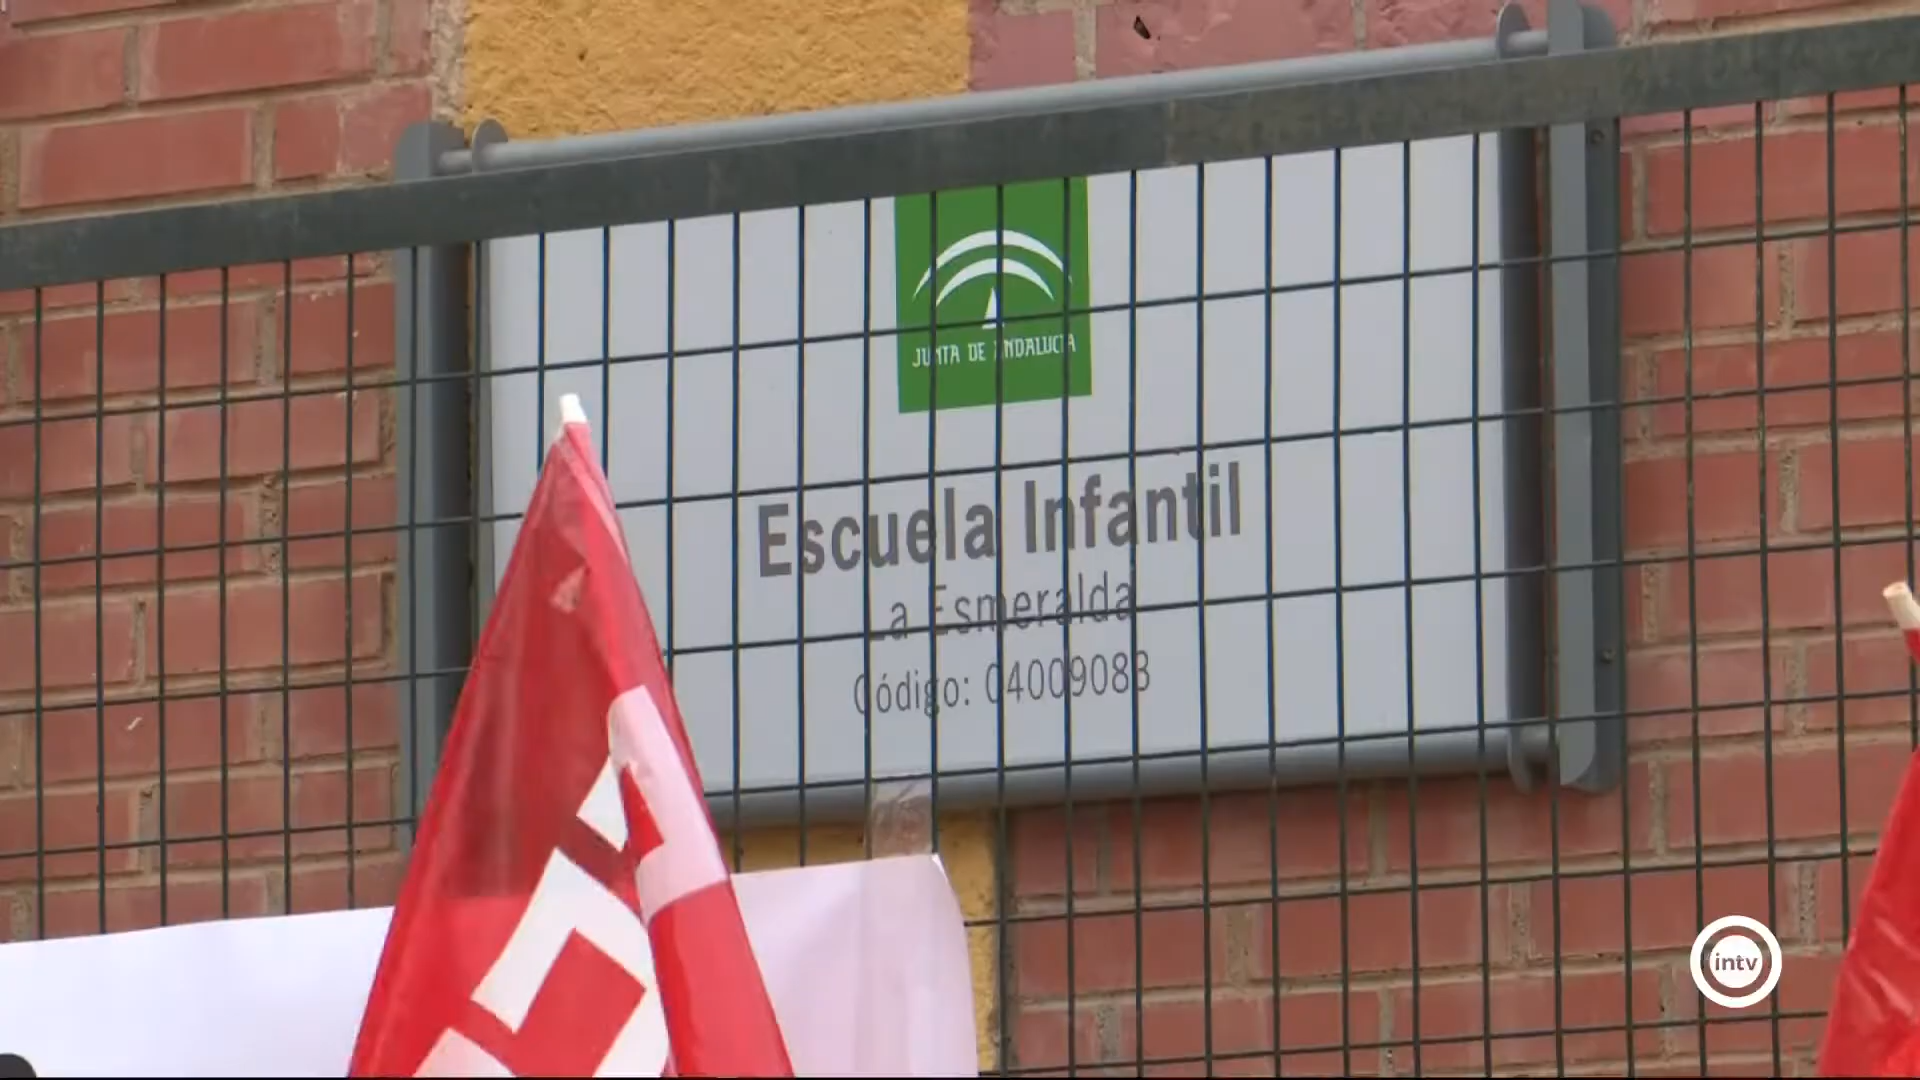 JUNTA DE ANDALUCIA
Escuela Infantil
La Esmeralda
Código: 04009083
intv